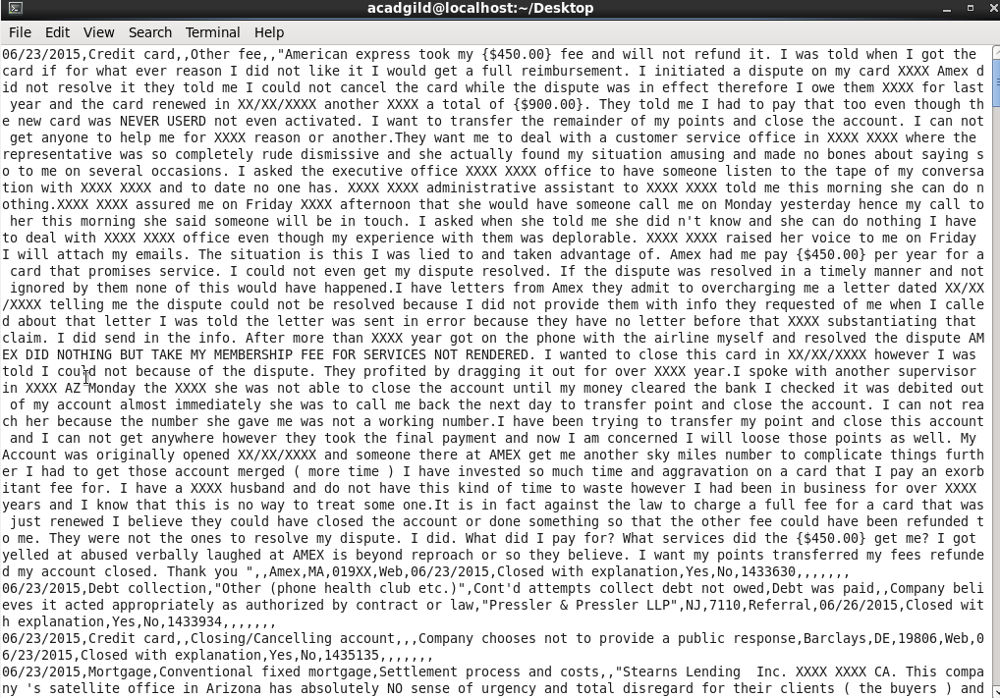 acadgild@localhost:~/Desktop
File Edit View Search Terminal Help
06/23/2015,Credit card,,Other fee,,"American express took my {$450.00} fee and will not refund it. I was told when I got the
card if for what ever reason I did not like it I would get a full reimbursement. I initiated a dispute on my card XXXX Amex d
id not resolve it they told me I could not cancel the card while the dispute was in effect therefore I owe them XXXX for last
 year and the card renewed in XX/XX/XXXX another XXXX a total of {$900.00}. They told me I had to pay that too even though th
e new card was NEVER USERD not even activated. I want to transfer the remainder of my points and close the account. I can not
 get anyone to help me for XXXX reason or another.They want me to deal with a customer service office in XXXX XXXX where the
representative was so completely rude dismissive and she actually found my situation amusing and made no bones about saying s
o to me on several occasions. I asked the executive office XXXX XXXX office to have someone listen to the tape of my conversa
tion with XXXX XXXX and to date no one has. XXXX XXXX administrative assistant to XXXX XXXX told me this morning she can do n
othing.XXXX XXXX assured me on Friday XXXX afternoon that she would have someone call me on Monday yesterday hence my call to
 her this morning she said someone will be in touch. I asked when she told me she did n't know and she can do nothing I have
to deal with XXXX XXXX office even though my experience with them was deplorable. XXXX XXXX raised her voice to me on Friday
I will attach my emails. The situation is this I was lied to and taken advantage of. Amex had me pay {$450.00} per year for a
 card that promises service. I could not even get my dispute resolved. If the dispute was resolved in a timely manner and not
 ignored by them none of this would have happened.I have letters from Amex they admit to overcharging me a letter dated XX/XX
/XXXX telling me the dispute could not be resolved because I did not provide them with info they requested of me when I calle
d about that letter I was told the letter was sent in error because they have no letter before that XXXX substantiating that
claim. I did send in the info. After more than XXXX year got on the phone with the airline myself and resolved the dispute AM
EX DID NOTHING BUT TAKE MY MEMBERSHIP FEE FOR SERVICES NOT RENDERED. I wanted to close this card in XX/XX/XXXX however I was
told I could not because of the dispute. They profited by dragging it out for over XXXX year.I spoke with another supervisor
in XXXX AZ Monday the XXXX she was not able to close the account until my money cleared the bank I checked it was debited out
 of my account almost immediately she was to call me back the next day to transfer point and close the account. I can not rea
ch her because the number she gave me was not a working number.I have been trying to transfer my point and close this account
 and I can not get anywhere however they took the final payment and now I am concerned I will loose those points as well. My
Account was originally opened XX/XX/XXXX and someone there at AMEX get me another sky miles number to complicate things furth
er I had to get those account merged ( more time ) I have invested so much time and aggravation on a card that I pay an exorb
itant fee for. I have a XXXX husband and do not have this kind of time to waste however I had been in business for over XXXX
years and I know that this is no way to treat some one.It is in fact against the law to charge a full fee for a card that was
 just renewed I believe they could have closed the account or done something so that the other fee could have been refunded t
o me. They were not the ones to resolve my dispute. I did. What did I pay for? What services did the {$450.00} get me? I got
yelled at abused verbally laughed at AMEX is beyond reproach or so they believe. I want my points transferred my fees refunde
d my account closed. Thank you ",,Amex,MA,019XX,Web,06/23/2015,Closed with explanation,Yes,No,1433630,,,,,,,
06/23/2015,Debt collection,"Other (phone health club etc.)",Cont'd attempts collect debt not owed,Debt was paid,,Company beli
eves it acted appropriately as authorized by contract or law,"Pressler & Pressler LLP",NJ,7110,Referral,06/26/2015,Closed wit
h explanation,Yes,No,1433934,,,,,,,
06/23/2015,Credit card,,Closing/Cancelling account,,,Company chooses not to provide a public response,Barclays,DE,19806,Web,0
6/23/2015,Closed with explanation,Yes,No,1435135,,,,,,,
06/23/2015,Mortgage,Conventional fixed mortgage,Settlement process and costs,,"Stearns Lending  Inc. XXXX XXXX CA. This compa
ny 's satellite office in Arizona has absolutely NO sense of urgency and total disregard for their clients ( the buyers ) and